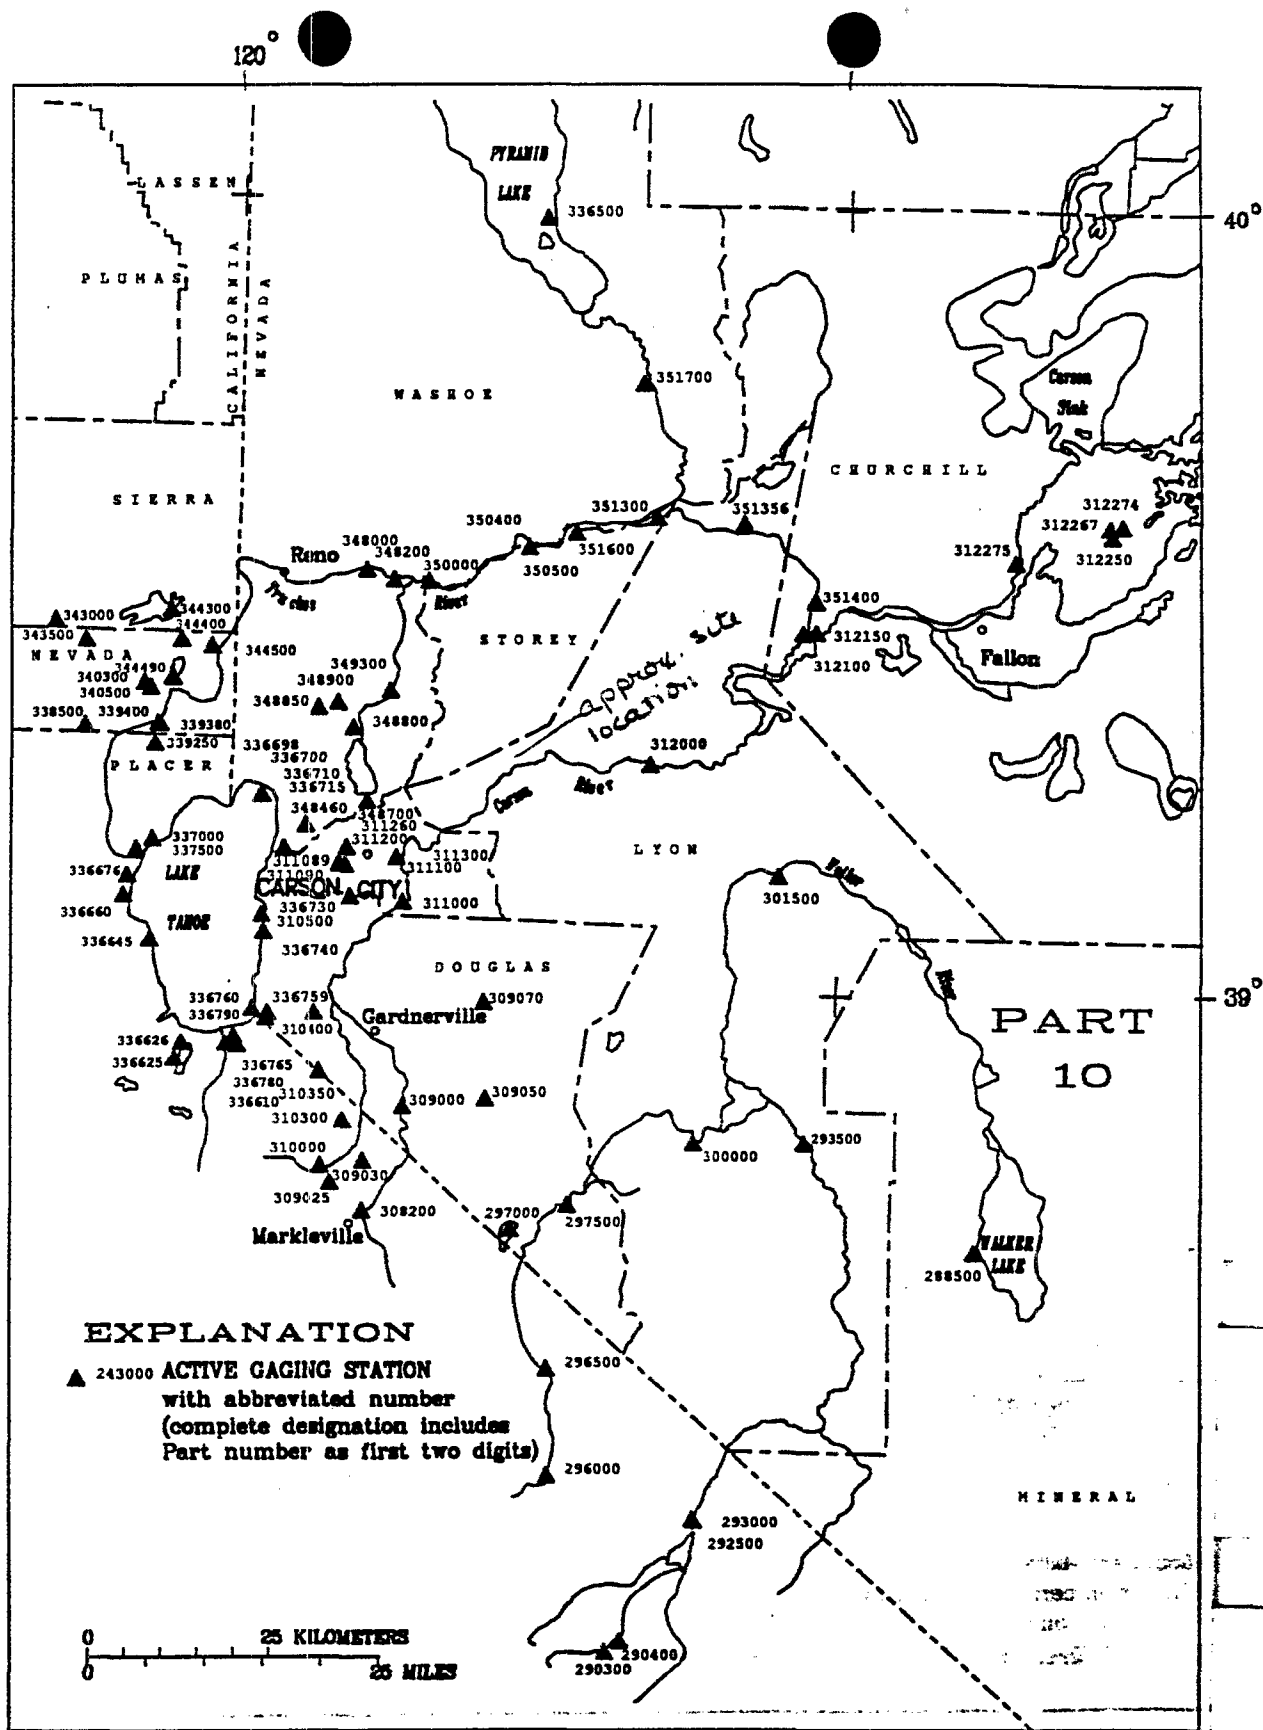 120°
PYRAMID
LAKE
LASSEN
336500
40°
PLUMAS
CALIFORNIA
NEVADA
351700
WASHOE
Carson
Sink
CHURCHILL
SIERRA
351300
351356
312274
350400
312267
348000
Reno
348200
351600
312250
350000
350500
312275
Truckee
River
344300
351400
343000
344400
343500
STOREY
approx. site
location
312150
NEVADA
344500
349300
312100
Fallon
344490
340300
348900
340500
348850
338500
339400
339380
348800
339250
336698
312000
336700
PLACER
336710
336715
Carson
River
348460
348700
337000
311260
337500
311200
LYON
311089
311300
336676
311100
LAKE
311090
Walker
CARSON CITY
301500
336660
336730
311000
TAHOE
310500
336645
336740
DOUGLAS
River
336760
336759
309070
39°
336790
310400
Gardnerville
PART
10
336626
336625
336765
336780
310350
309050
336610
309000
310300
293500
310000
300000
309030
309025
308200
297000
297500
Markleville
WALKER
LAKE
288500
EXPLANATION
296500
243000 ACTIVE GAGING STATION
with abbreviated number
(complete designation includes
Part number as first two digits)
296000
MINERAL
293000
292500
0 25 KILOMETERS
0 25 MILES
290400
290300